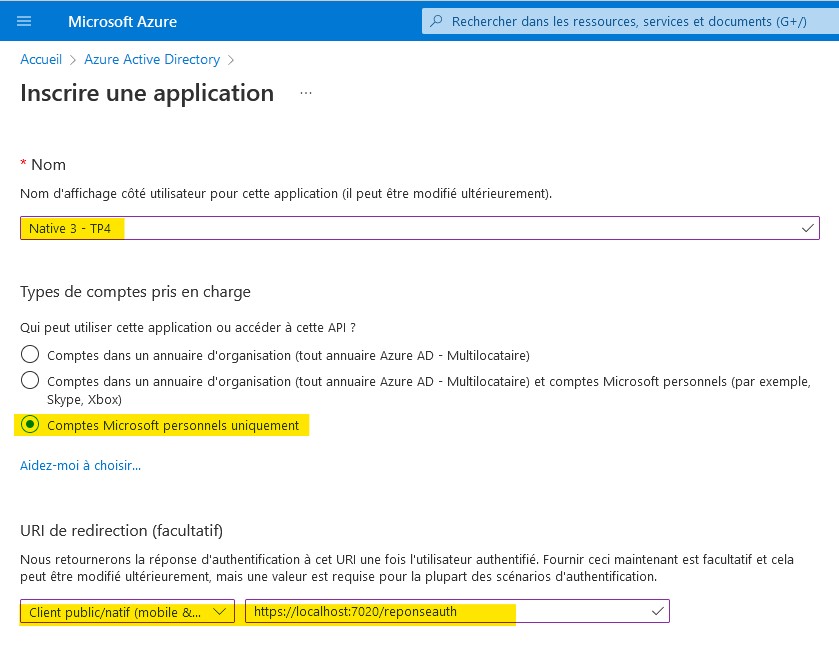 Microsoft Azure
Rechercher dans les ressources, services et documents (G+/)
Accueil > Azure Active Directory >
Inscrire une application ...
* Nom
Nom d'affichage côté utilisateur pour cette application (il peut être modifié ultérieurement).
Native 3 - TP4
Types de comptes pris en charge
Qui peut utiliser cette application ou accéder à cette API ?
Comptes dans un annuaire d'organisation (tout annuaire Azure AD - Multilocataire)
Comptes dans un annuaire d'organisation (tout annuaire Azure AD - Multilocataire) et comptes Microsoft personnels (par exemple,
Skype, Xbox)
Comptes Microsoft personnels uniquement
Aidez-moi à choisir...
URI de redirection (facultatif)
Nous retournerons la réponse d'authentification à cet URI une fois l'utilisateur authentifié. Fournir ceci maintenant est facultatif et cela
peut être modifié ultérieurement, mais une valeur est requise pour la plupart des scénarios d'authentification.
Client public/natif (mobile &... https://localhost:7020/reponseauth